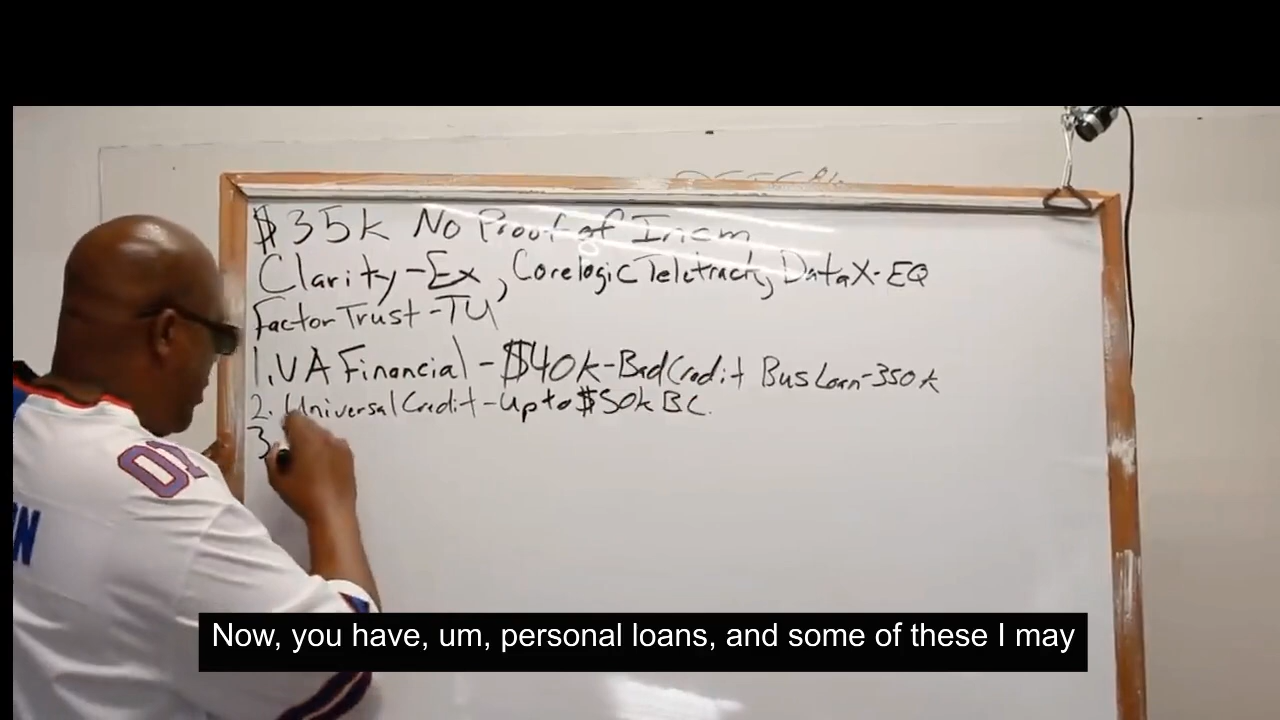 $35k No Proof of Incm
Clarity-Ex, Corelogic Teletrack, DataX-EQ
FactorTrust-TU
1. VA Financial - $40k-Bad Credit Bus Loan-350k
2. Universal Credit-Up to $50k BC.
3.
01
N
Now, you have, um, personal loans, and some of these I may